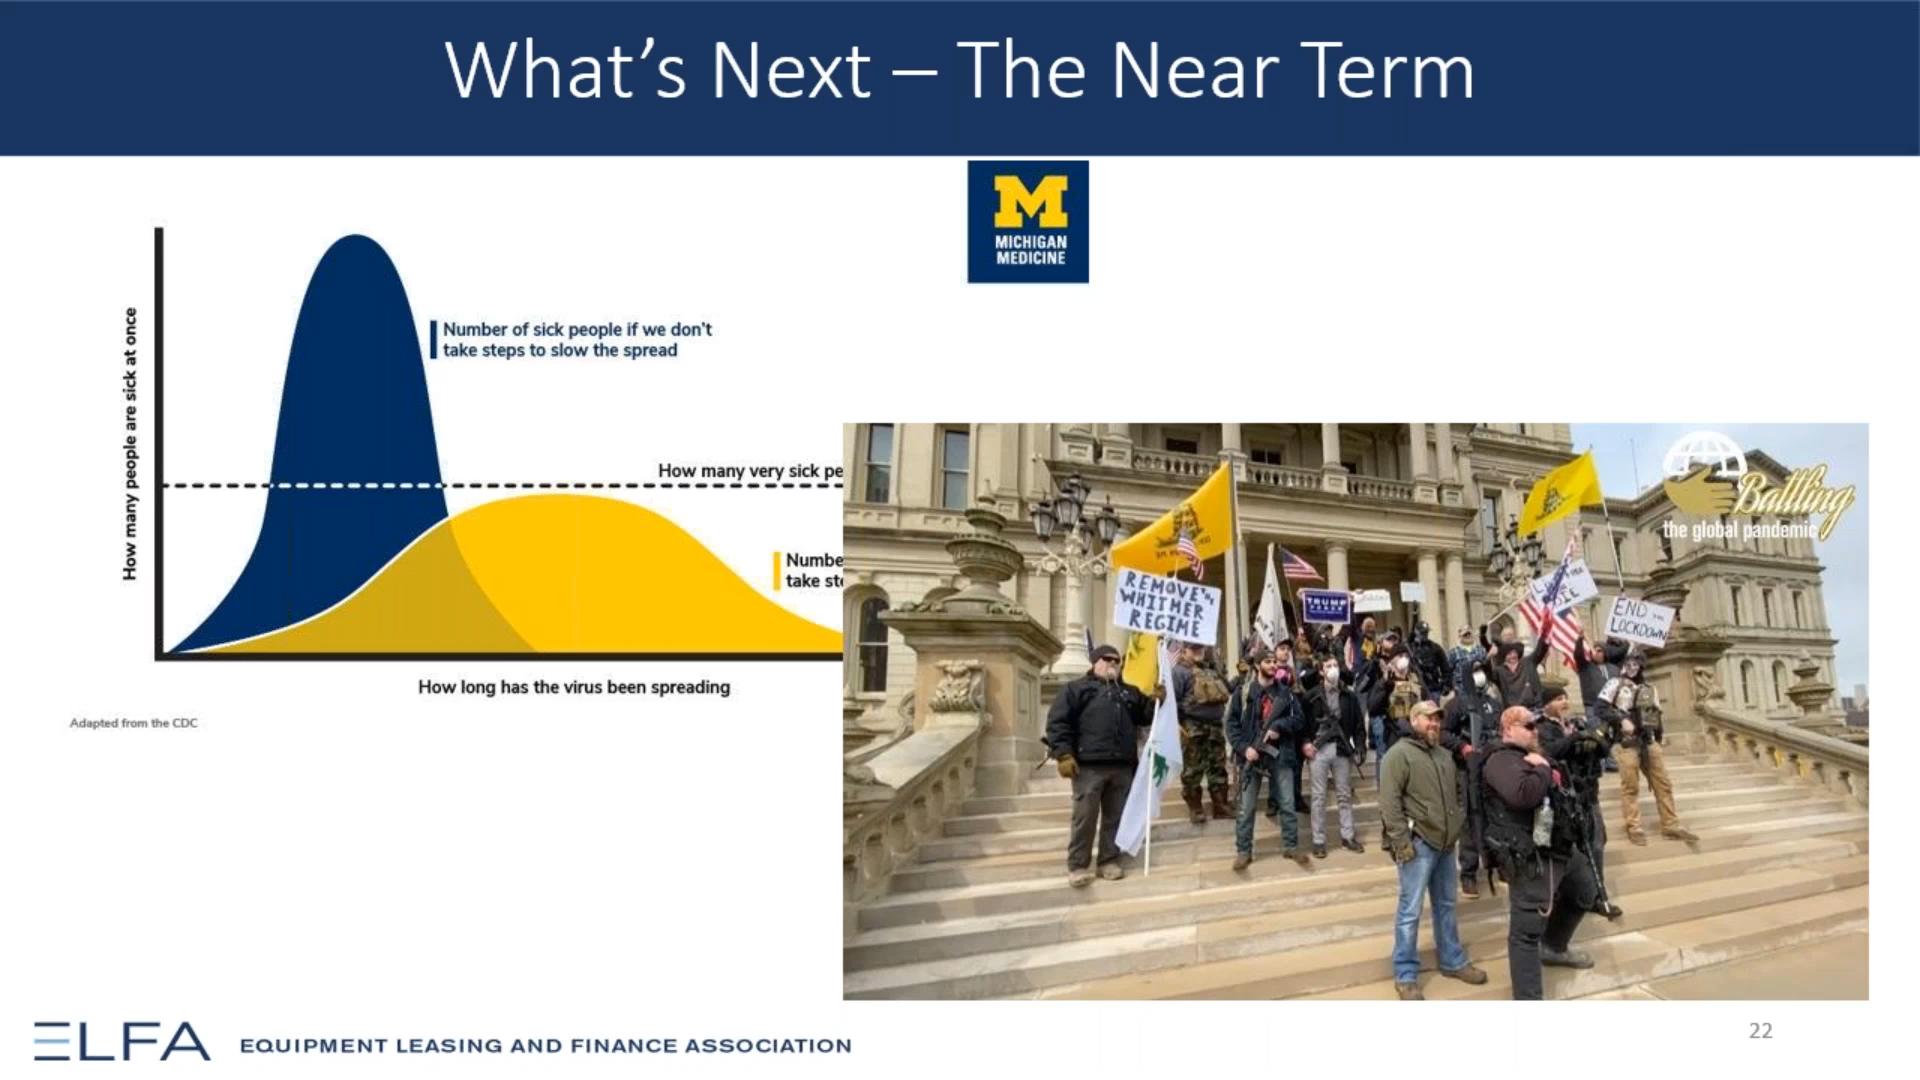 What's Next – The Near Term
M
MICHIGAN
MEDICINE
How many people are sick at once
Number of sick people if we don't
take steps to slow the spread
How many very sick pe
Numbe
take ste
How long has the virus been spreading
Adapted from the CDC
Battling
the global pandemic
REMOVE
WHITMER
REGIME
TRUMP
END THE
LOCKDOWN
ELFA
EQUIPMENT LEASING AND FINANCE ASSOCIATION
22